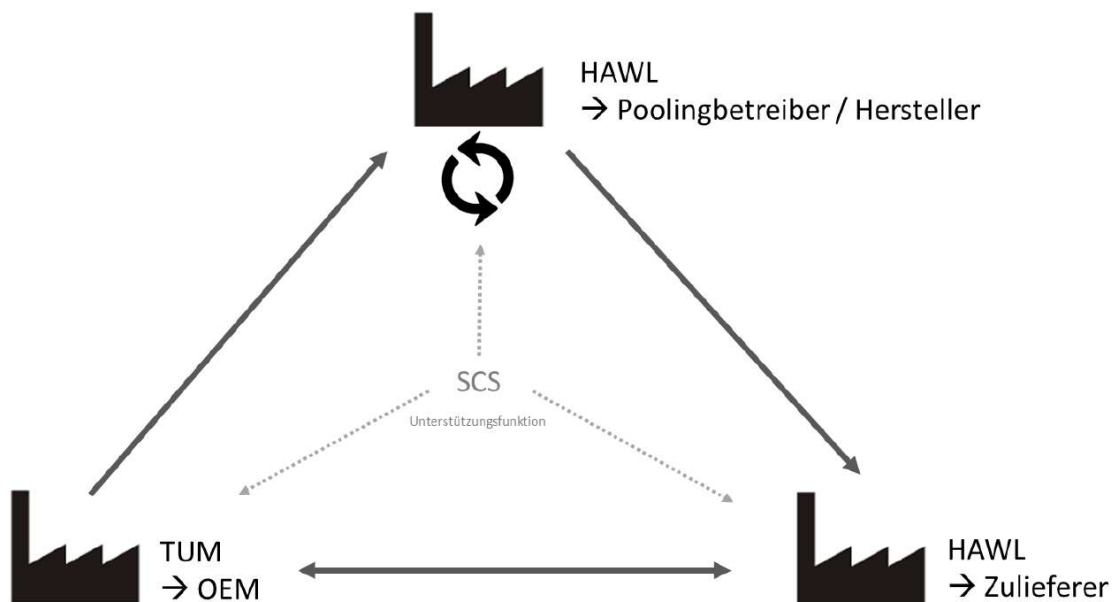 HAWL
→ Poolingbetreiber / Hersteller
SCS
Unterstützungsfunktion
TUM
→ OEM
HAWL
→ Zulieferer